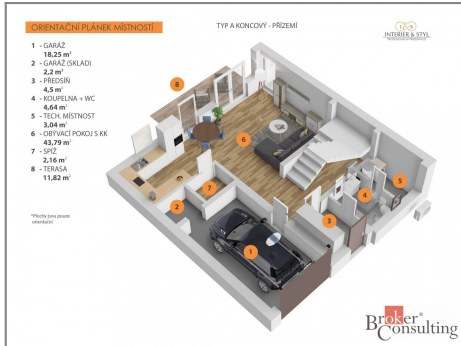 ORIENTAČNÍ PLÁNEK MÍSTNOSTÍ
TYP A KONCOVÝ - PŘÍZEMÍ
INTERIER & STYL
1 - GARÁŽ
18,25 m²
2 - GARÁŽ (SKLAD)
2,2 m²
3 - PŘEDSÍŇ
4,5 m²
4 - KOUPELNA + WC
4,64 m²
5 - TECH. MÍSTNOST
3,04 m²
6 - OBÝVACÍ POKOJ S KK
43,79 m²
7 - SPÍŽ
2,16 m²
8 - TERASA
11,82 m²
*Plochy jsou pouze
orientační
8
6
7
5
4
2
3
1
Broker®
Consulting